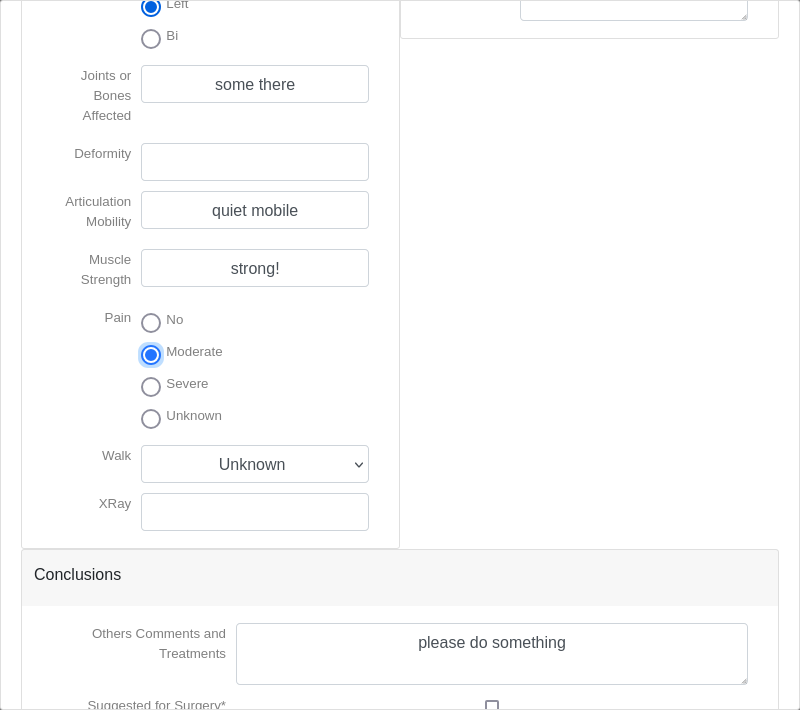 Left
Bi
Joints or
Bones
Affected
some there
Deformity
Articulation
Mobility
quiet mobile
Muscle
Strength
strong!
Pain
No
Moderate
Severe
Unknown
Walk
Unknown
XRay
Conclusions
Others Comments and
Treatments
please do something
Suggested for Surgery*